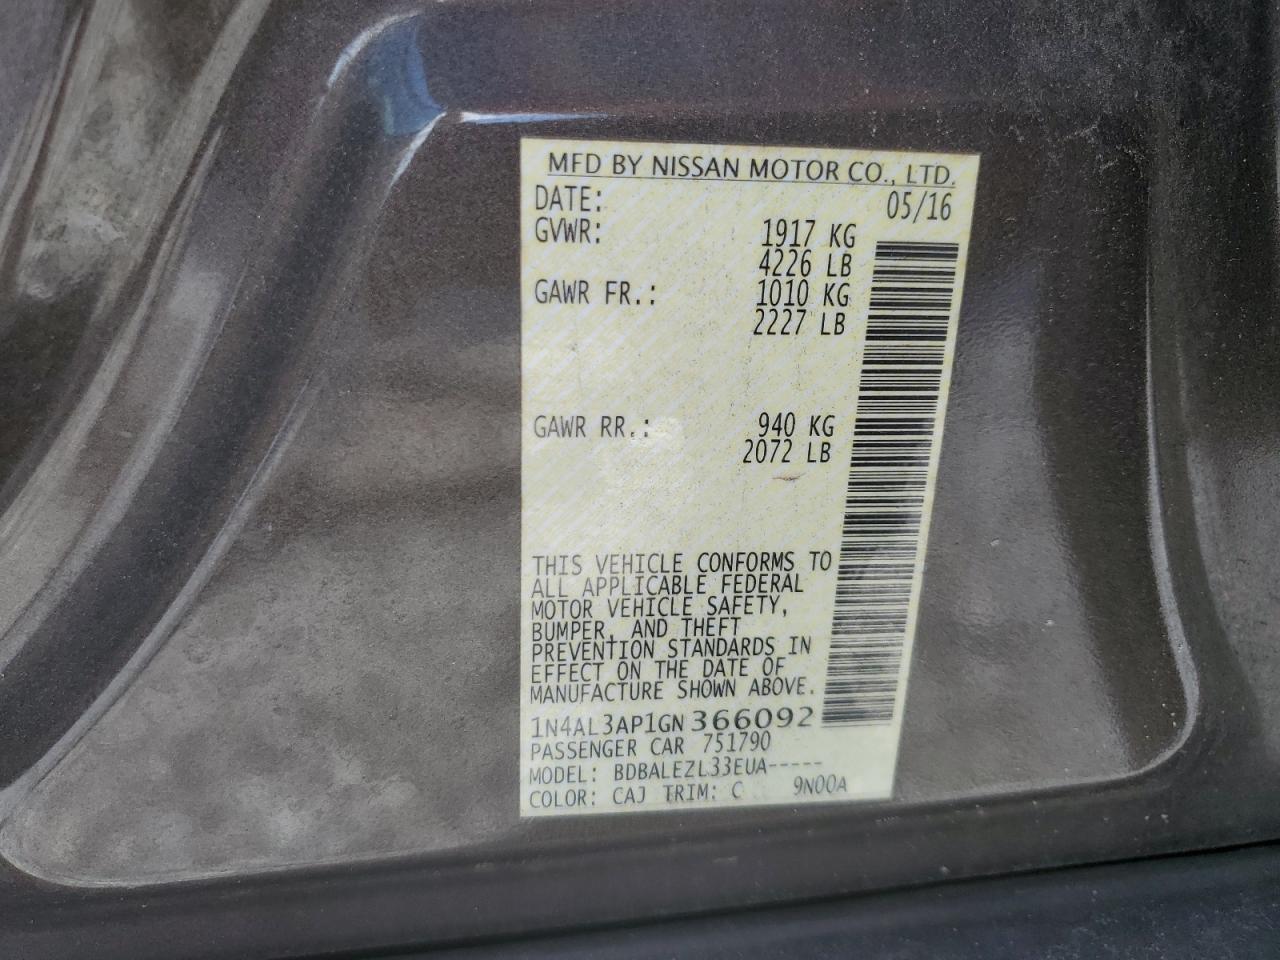 MFD BY NISSAN MOTOR CO., LTD.
DATE: 05/16
GVWR: 1917 KG
4226 LB
GAWR FR.: 1010 KG
2227 LB
GAWR RR.: 940 KG
2072 LB
THIS VEHICLE CONFORMS TO
ALL APPLICABLE FEDERAL
MOTOR VEHICLE SAFETY,
BUMPER, AND THEFT
PREVENTION STANDARDS IN
EFFECT ON THE DATE OF
MANUFACTURE SHOWN ABOVE.
1N4AL3AP1GN366092
PASSENGER CAR 751790
MODEL: BDBALEZL33EUA-----
COLOR: CAJ TRIM: C 9N00A